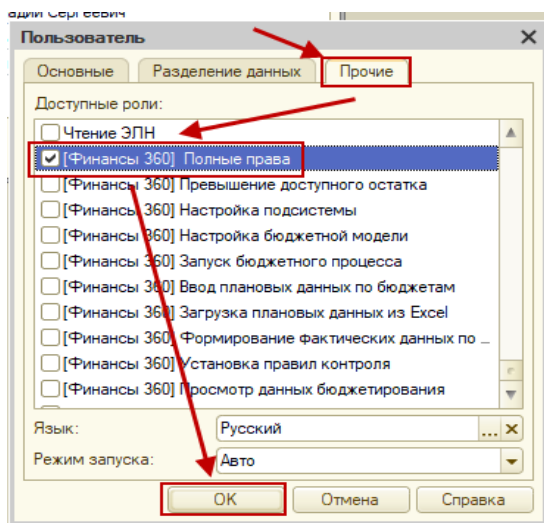 адий Сергеевич
Пользователь
Основные Разделение данных Прочие
Доступные роли:
Чтение ЭЛН
[Финансы 360] Полные права
[Финансы 360] Превышение доступного остатка
[Финансы 360] Настройка подсистемы
[Финансы 360] Настройка бюджетной модели
[Финансы 360] Запуск бюджетного процесса
[Финансы 360] Ввод плановых данных по бюджетам
[Финансы 360] Загрузка плановых данных из Excel
[Финансы 360] Формирование фактических данных по ...
[Финансы 360] Установка правил контроля
[Финансы 360] Просмотр данных бюджетирования
Язык: Русский ...
Режим запуска: Авто
OK Отмена Справка